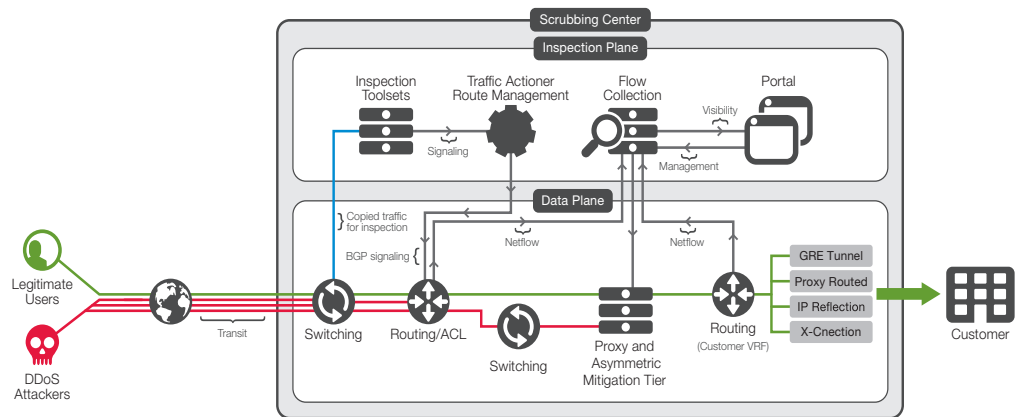 Scrubbing Center
Inspection Plane
Inspection
Toolsets
Traffic Actioner
Route Management
Flow
Collection
Portal
Signaling
Visibility
Management
Data Plane
Copied traffic
for inspection
BGP signaling
Netflow
Netflow
Legitimate
Users
DDoS
Attackers
Transit
Switching
Routing/ACL
Switching
Proxy and
Asymmetric
Mitigation Tier
Routing
(Customer VRF)
GRE Tunnel
Proxy Routed
IP Reflection
X-Cnection
Customer